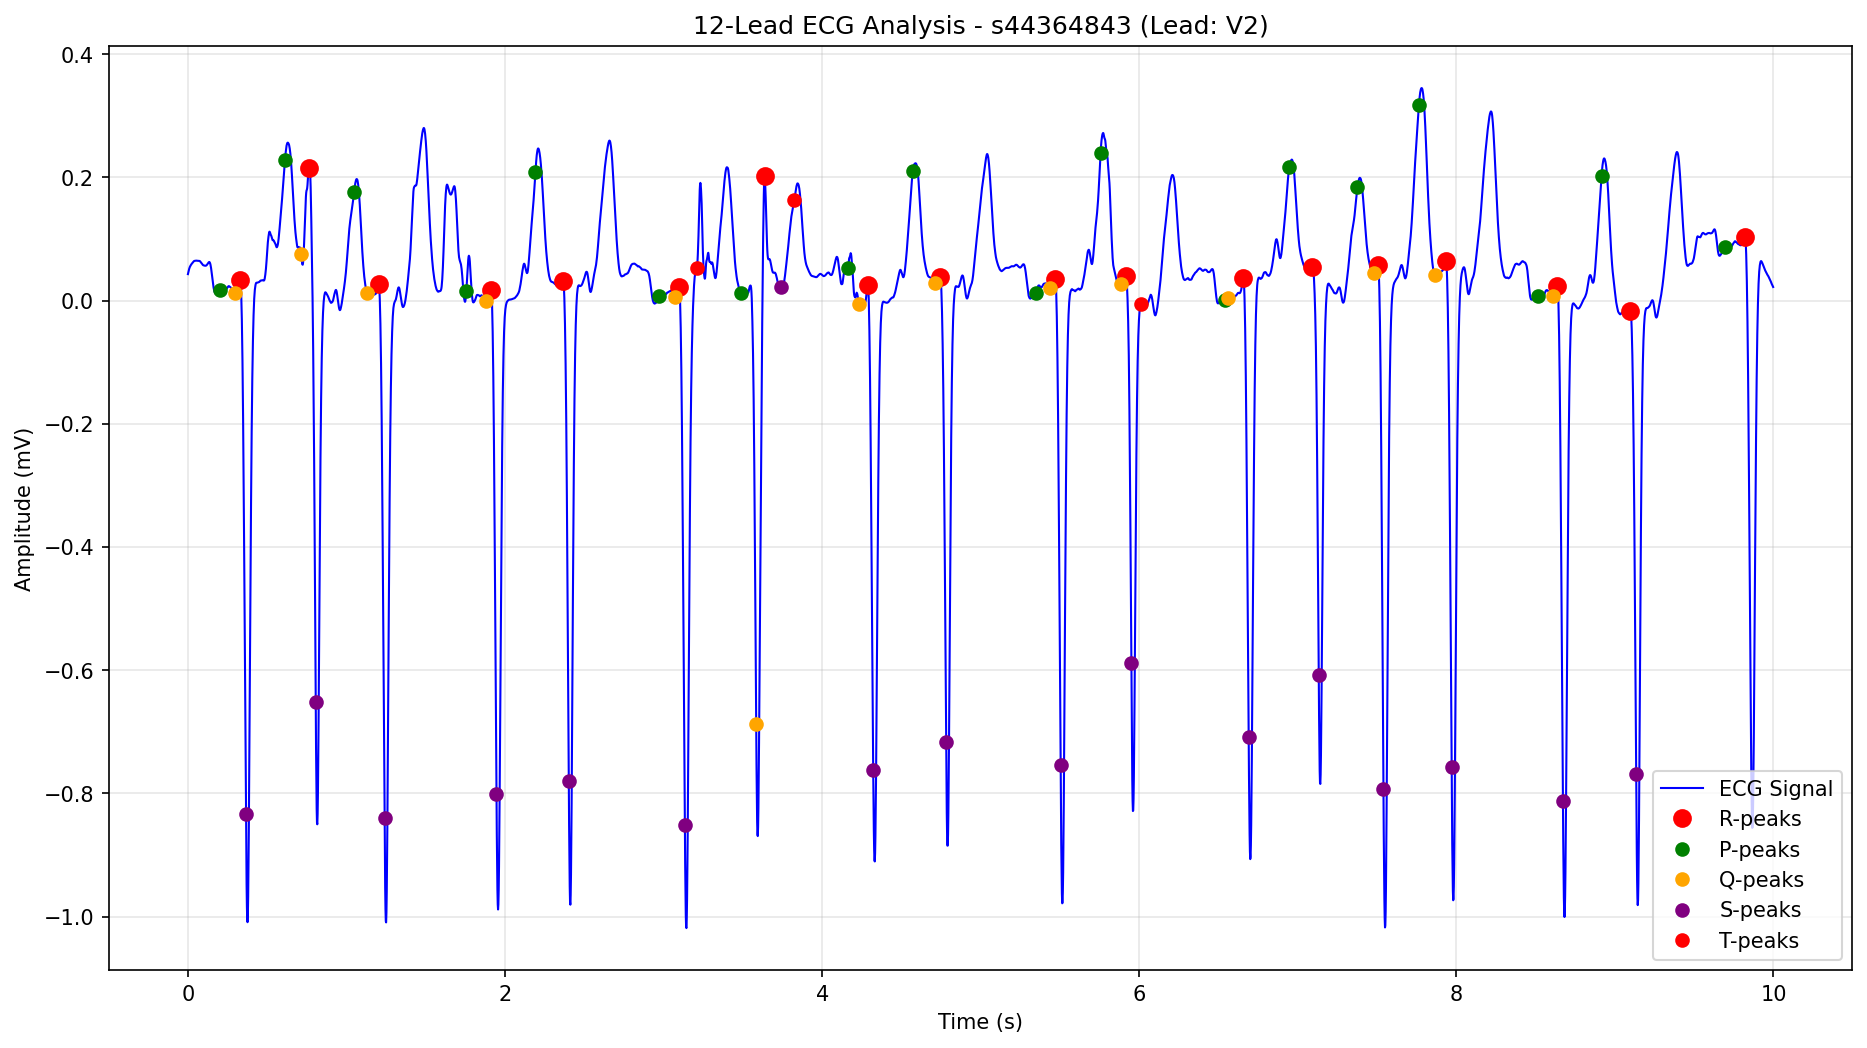 12-Lead ECG Analysis - s44364843 (Lead: V2)
Amplitude (mV)
0.4
0.2
0.0
−0.2
−0.4
−0.6
−0.8
−1.0
0 2 4 6 8 10
Time (s)
ECG Signal
R-peaks
P-peaks
Q-peaks
S-peaks
T-peaks